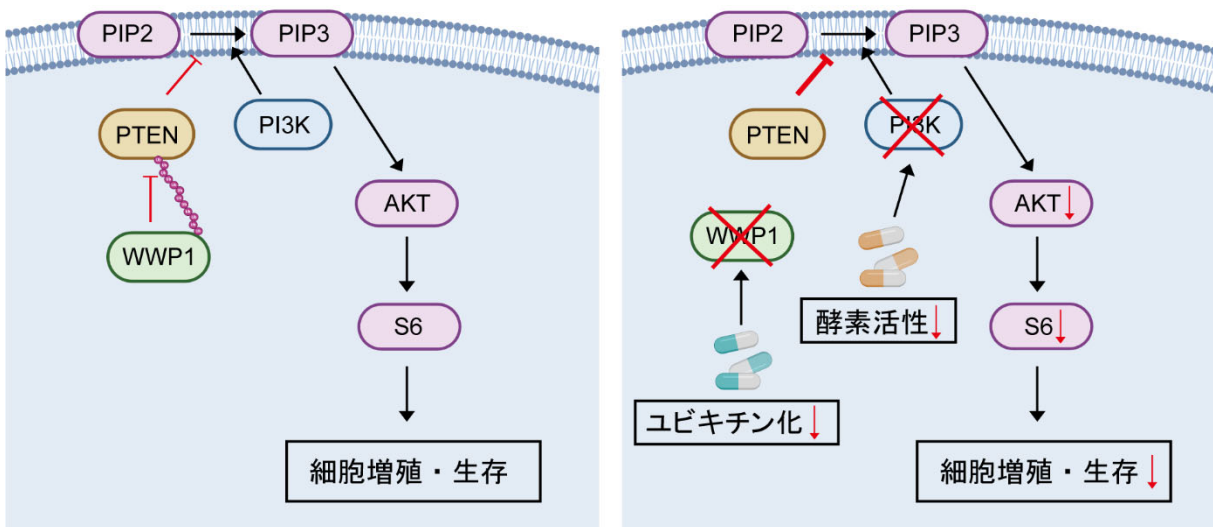 PIP2
PIP3
PTEN
PI3K
WWP1
AKT
S6
細胞増殖・生存
PIP2
PIP3
PTEN
PI3K
WWP1
AKT↓
酵素活性↓
S6↓
ユビキチン化↓
細胞増殖・生存↓